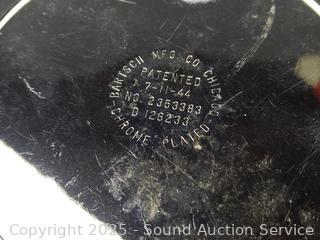 BARTSCH MFG. CO. CHICAGO
PATENTED
7-11-44
NO. 2353383
D 126233
- CHROME PLATED -
Copyright © 2025 - Sound Auction Service